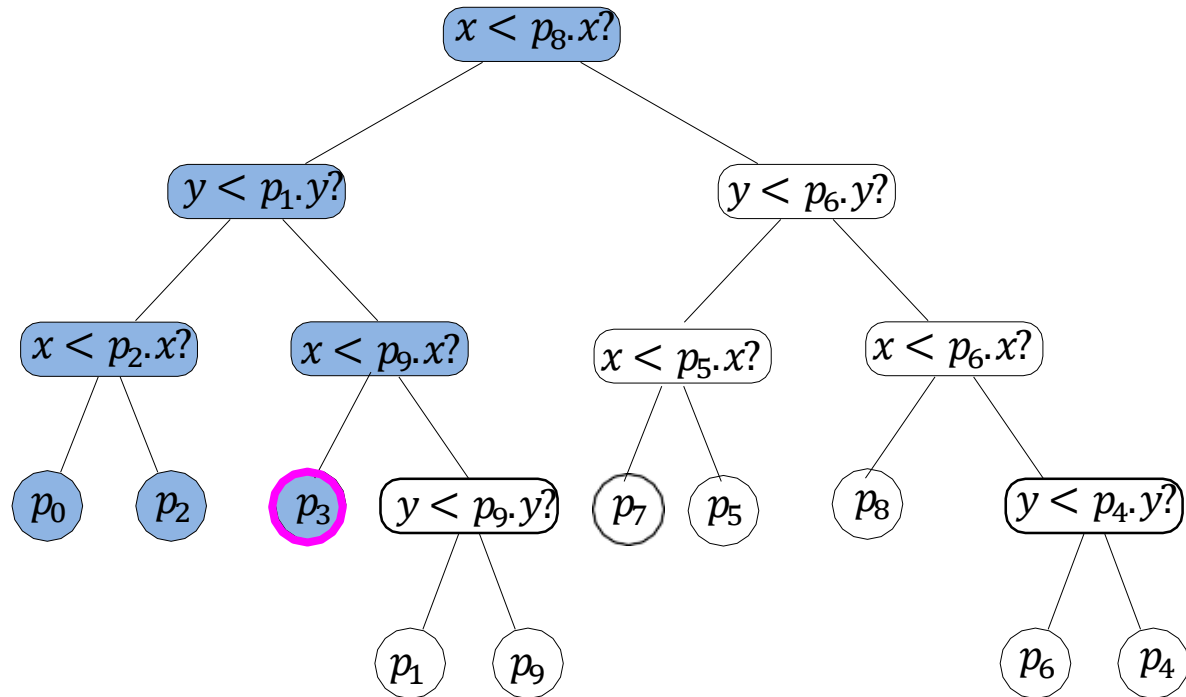 x < p₈.x?
y < p₁.y?
y < p₆.y?
x < p₂.x?
x < p₉.x?
x < p₅.x?
x < p₆.x?
p₀
p₂
p₃
y < p₉.y?
p₇
p₅
p₈
y < p₄.y?
p₁
p₉
p₆
p₄